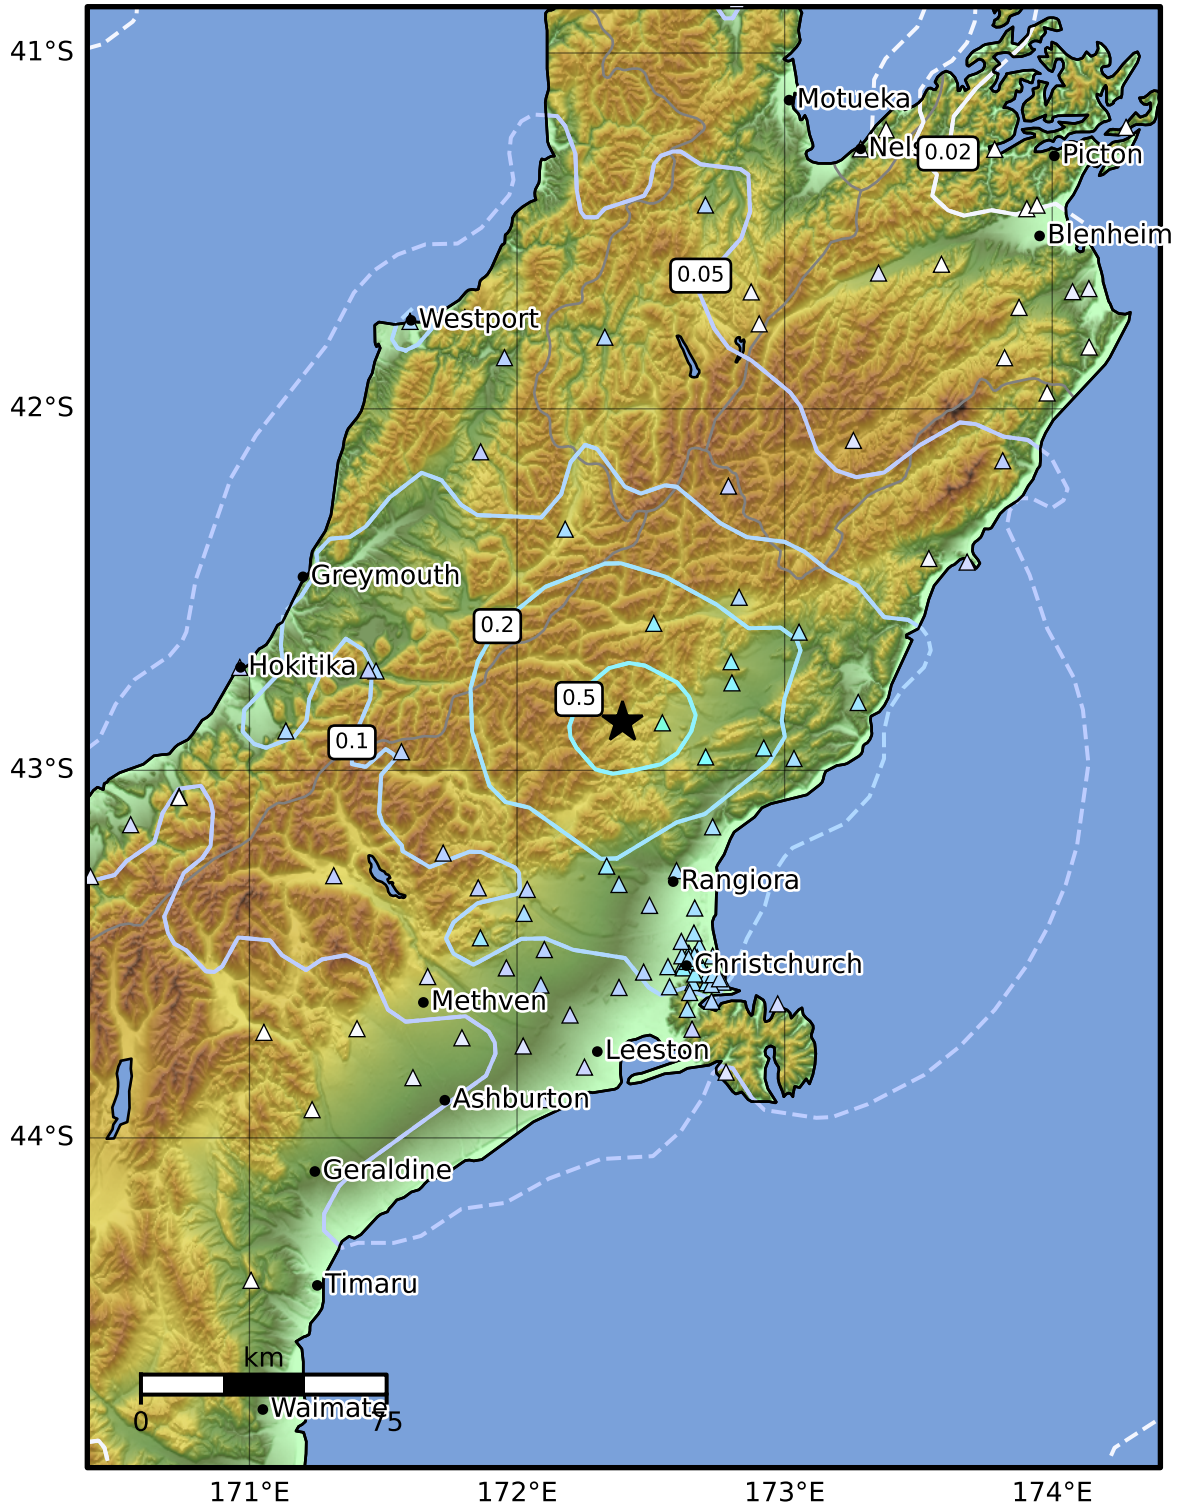 41°S
Motueka
Nels
0.02
Picton
Blenheim
0.05
Westport
42°S
Greymouth
0.2
Hokitika
0.5
0.1
43°S
Rangiora
Christchurch
Methven
Leeston
Ashburton
44°S
Geraldine
Timaru
km
Waimate
0
75
171°E
172°E
173°E
174°E